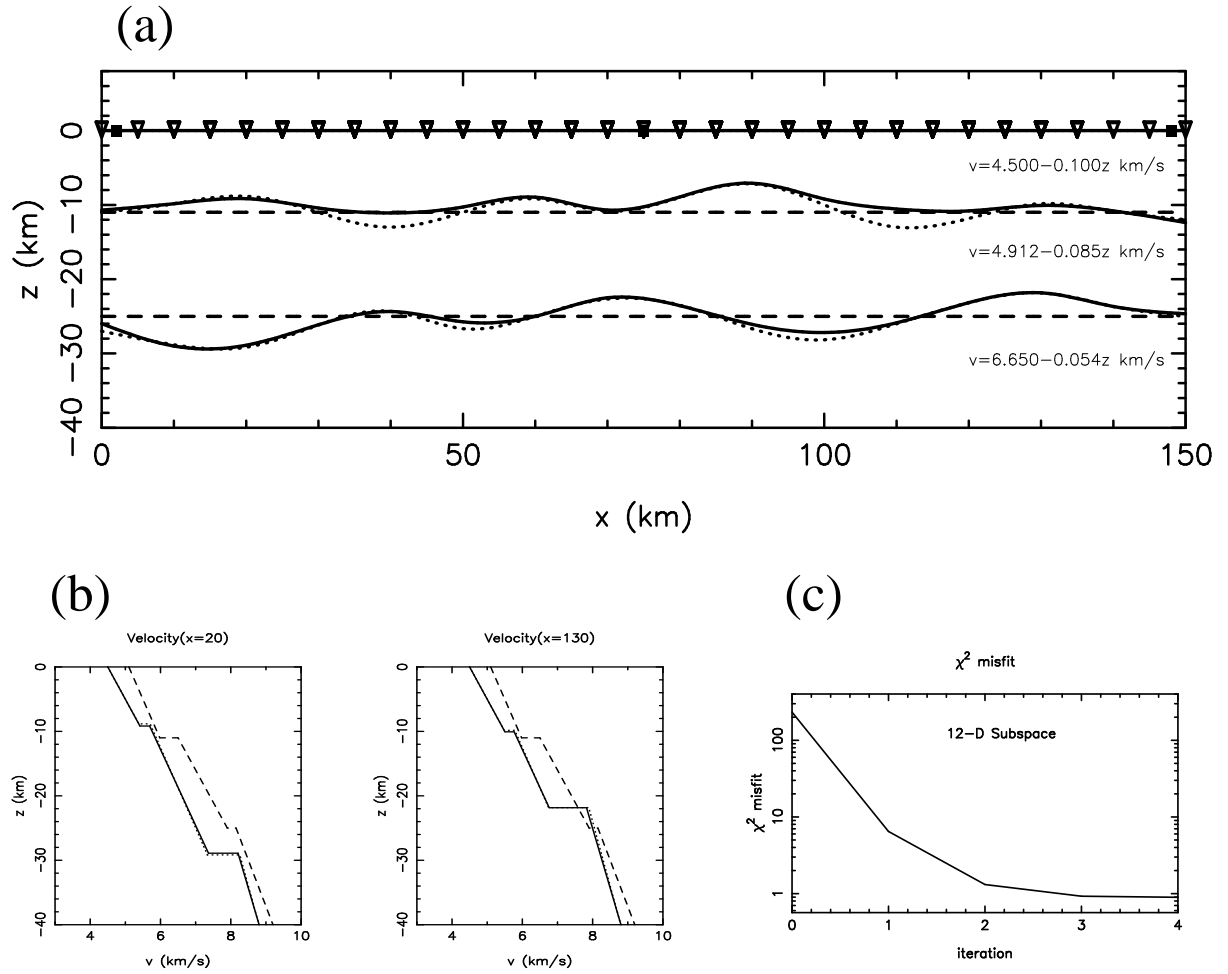 (a)
0
−10
−20
−30
−40
z (km)
v=4.500−0.100z km/s
v=4.912−0.085z km/s
v=6.650−0.054z km/s
0 50 100 150
x (km)
(b)
Velocity(x=20)
0
−10
−20
−30
−40
z (km)
4 6 8 10
v (km/s)
Velocity(x=130)
0
−10
−20
−30
−40
z (km)
4 6 8 10
v (km/s)
(c)
χ² misfit
12−D Subspace
100
10
1
χ² misfit
0 1 2 3 4
iteration